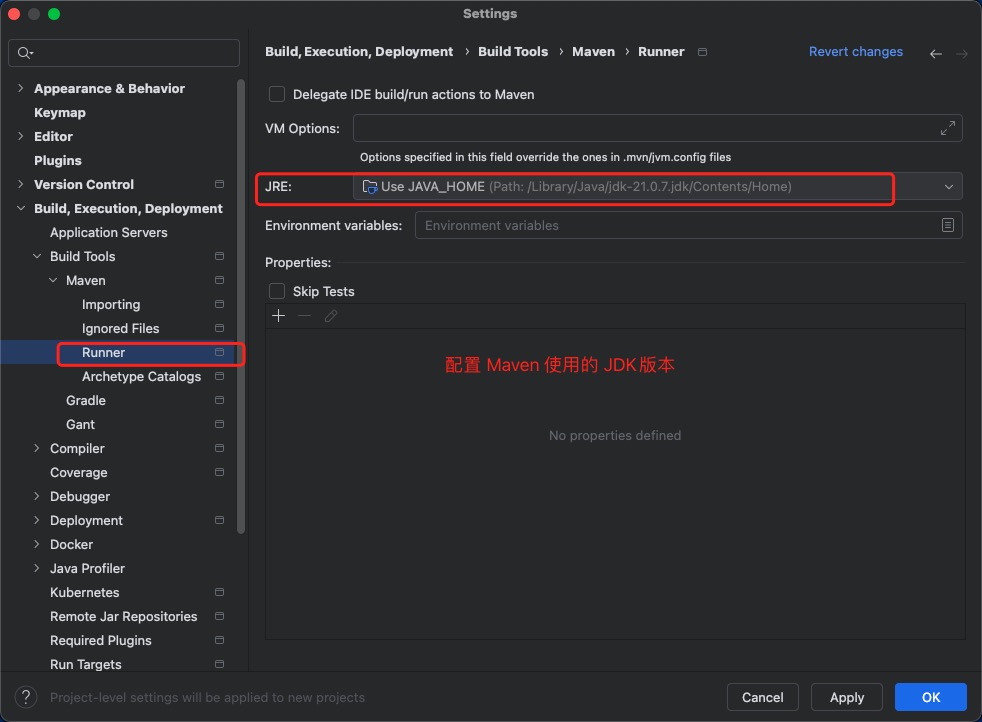 Settings
Build, Execution, Deployment › Build Tools › Maven › Runner
Revert changes
Appearance & Behavior
Keymap
Editor
Plugins
Version Control
Build, Execution, Deployment
Application Servers
Build Tools
Maven
Importing
Ignored Files
Runner
Archetype Catalogs
Gradle
Gant
Compiler
Coverage
Debugger
Deployment
Docker
Java Profiler
Kubernetes
Remote Jar Repositories
Required Plugins
Run Targets
Delegate IDE build/run actions to Maven
VM Options:
Options specified in this field override the ones in .mvn/jvm.config files
JRE: Use JAVA_HOME (Path: /Library/Java/jdk-21.0.7.jdk/Contents/Home)
Environment variables: Environment variables
Properties:
Skip Tests
配置 Maven 使用的 JDK版本
No properties defined
? Project-level settings will be applied to new projects
Cancel Apply OK